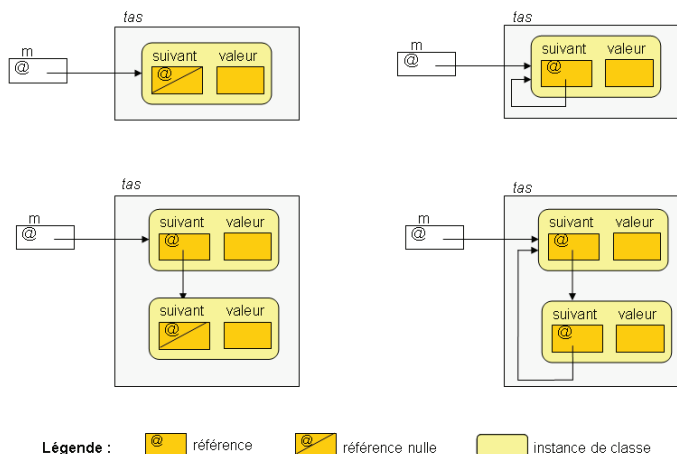 tas
m
@
suivant valeur
@
tas
m
@
suivant valeur
@
tas
m
@
suivant valeur
@
suivant valeur
@
tas
m
@
suivant valeur
@
suivant valeur
@
Légende : @ référence @ référence nulle instance de classe